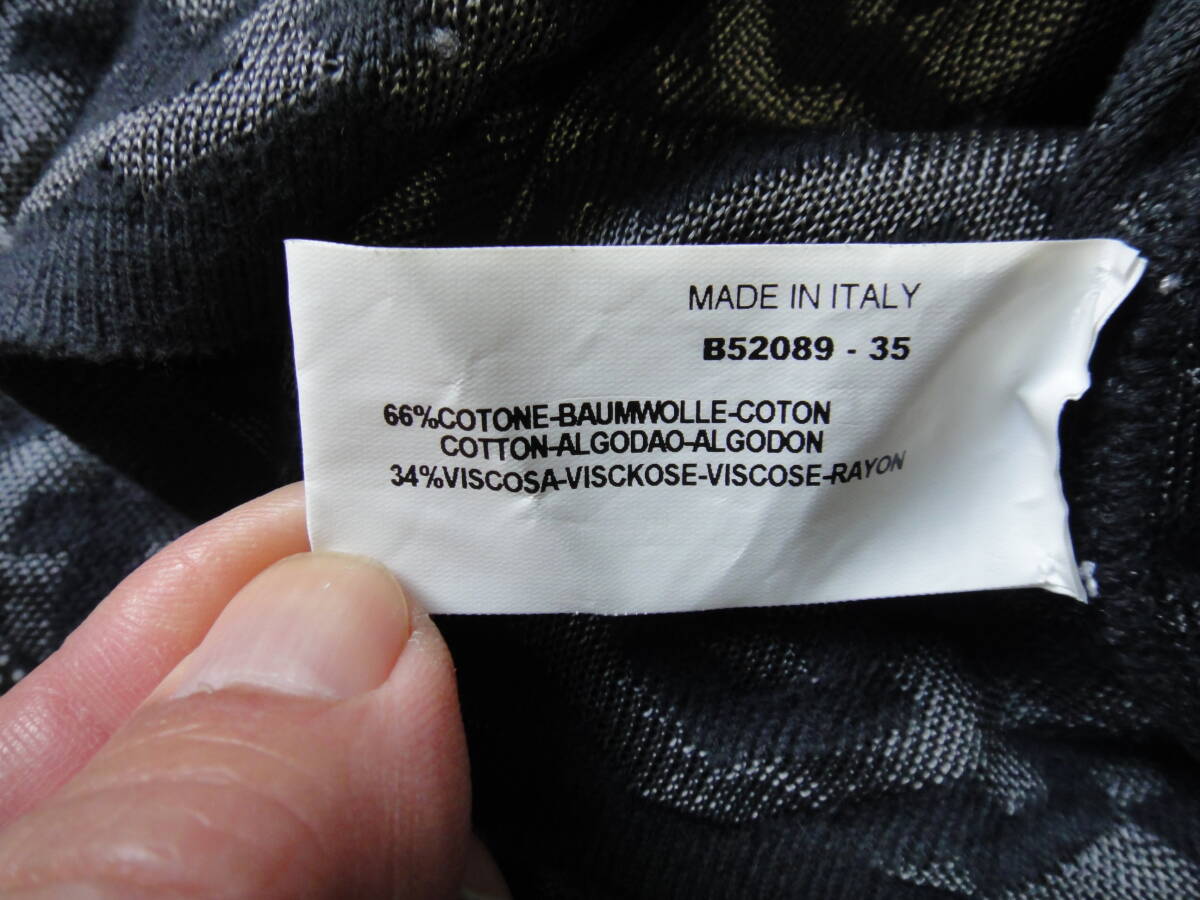 MADE IN ITALY
B52089 - 35
66%COTONE-BAUMWOLLE-COTON
COTTON-ALGODAO-ALGODON
34%VISCOSA-VISCKOSE-VISCOSE-RAYON